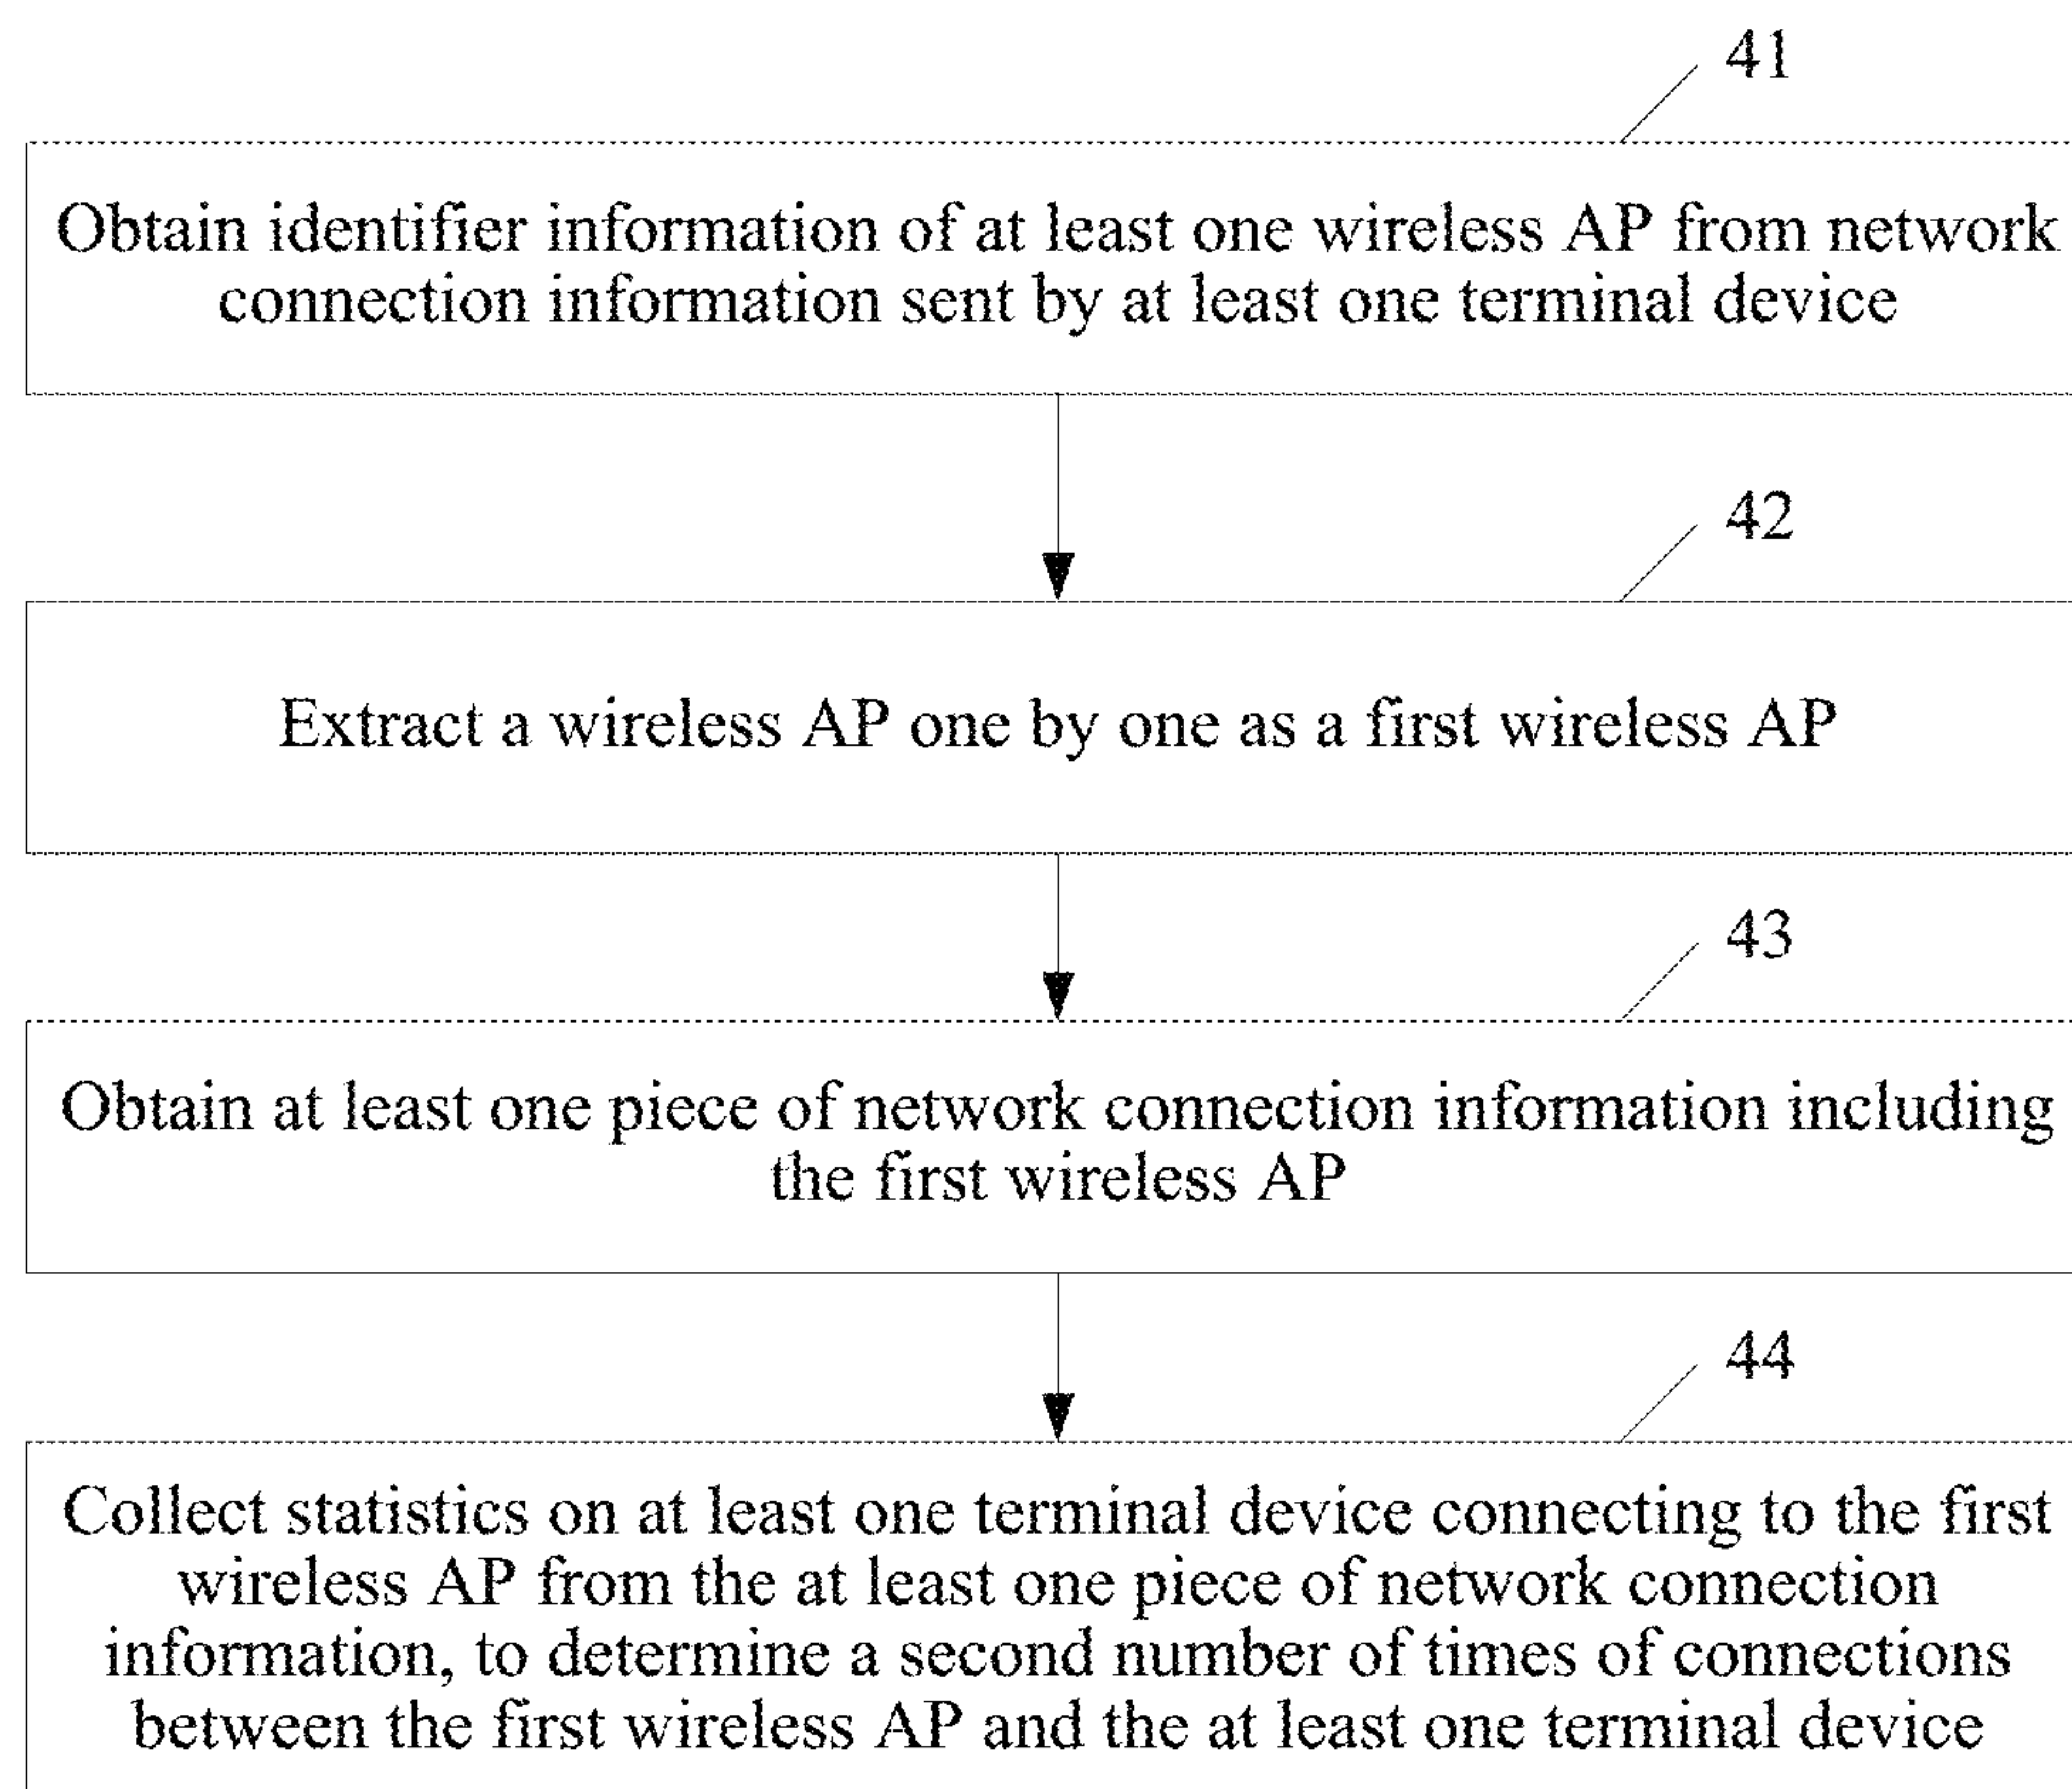 41
Obtain identifier information of at least one wireless AP from network
connection information sent by at least one terminal device
42
Extract a wireless AP one by one as a first wireless AP
43
Obtain at least one piece of network connection information including
the first wireless AP
44
Collect statistics on at least one terminal device connecting to the first
wireless AP from the at least one piece of network connection
information, to determine a second number of times of connections
between the first wireless AP and the at least one terminal device